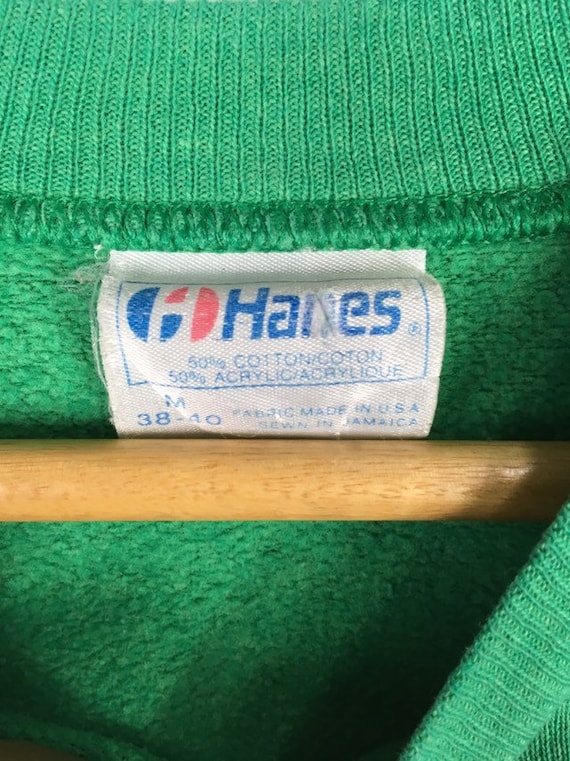 Hanes®
50% COTTON/COTON
50% ACRYLIC/ACRYLIQUE
M
38-40
FABRIC MADE IN U.S.A
SEWN IN JAMAICA